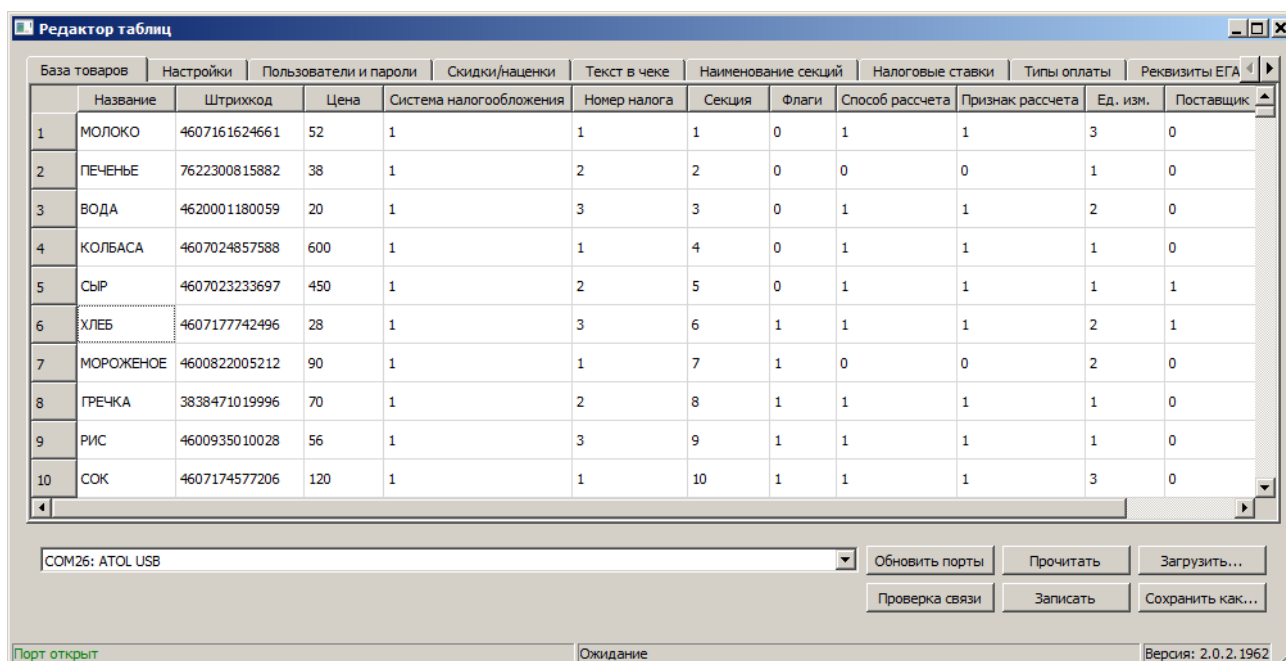 Редактор таблиц
База товаров Настройки Пользователи и пароли Скидки/наценки Текст в чеке Наименование секций Налоговые ставки Типы оплаты Реквизиты ЕГА
Название Штрихкод Цена Система налогообложения Номер налога Секция Флаги Способ рассчета Признак рассчета Ед. изм. Поставщик
1 МОЛОКО 4607161624661 52 1 1 1 0 1 1 3 0
2 ПЕЧЕНЬЕ 7622300815882 38 1 2 2 0 0 0 1 0
3 ВОДА 4620001180059 20 1 3 3 0 1 1 2 0
4 КОЛБАСА 4607024857588 600 1 1 4 0 1 1 1 0
5 СЫР 4607023233697 450 1 2 5 0 1 1 1 1
6 ХЛЕБ 4607177742496 28 1 3 6 1 1 1 2 1
7 МОРОЖЕНОЕ 4600822005212 90 1 1 7 1 0 0 2 0
8 ГРЕЧКА 3838471019996 70 1 2 8 1 1 1 1 0
9 РИС 4600935010028 56 1 3 9 1 1 1 1 0
10 СОК 4607174577206 120 1 1 10 1 1 1 3 0
COM26: ATOL USB Обновить порты Прочитать Загрузить...
Проверка связи Записать Сохранить как...
Порт открыт Ожидание Версия: 2.0.2.1962